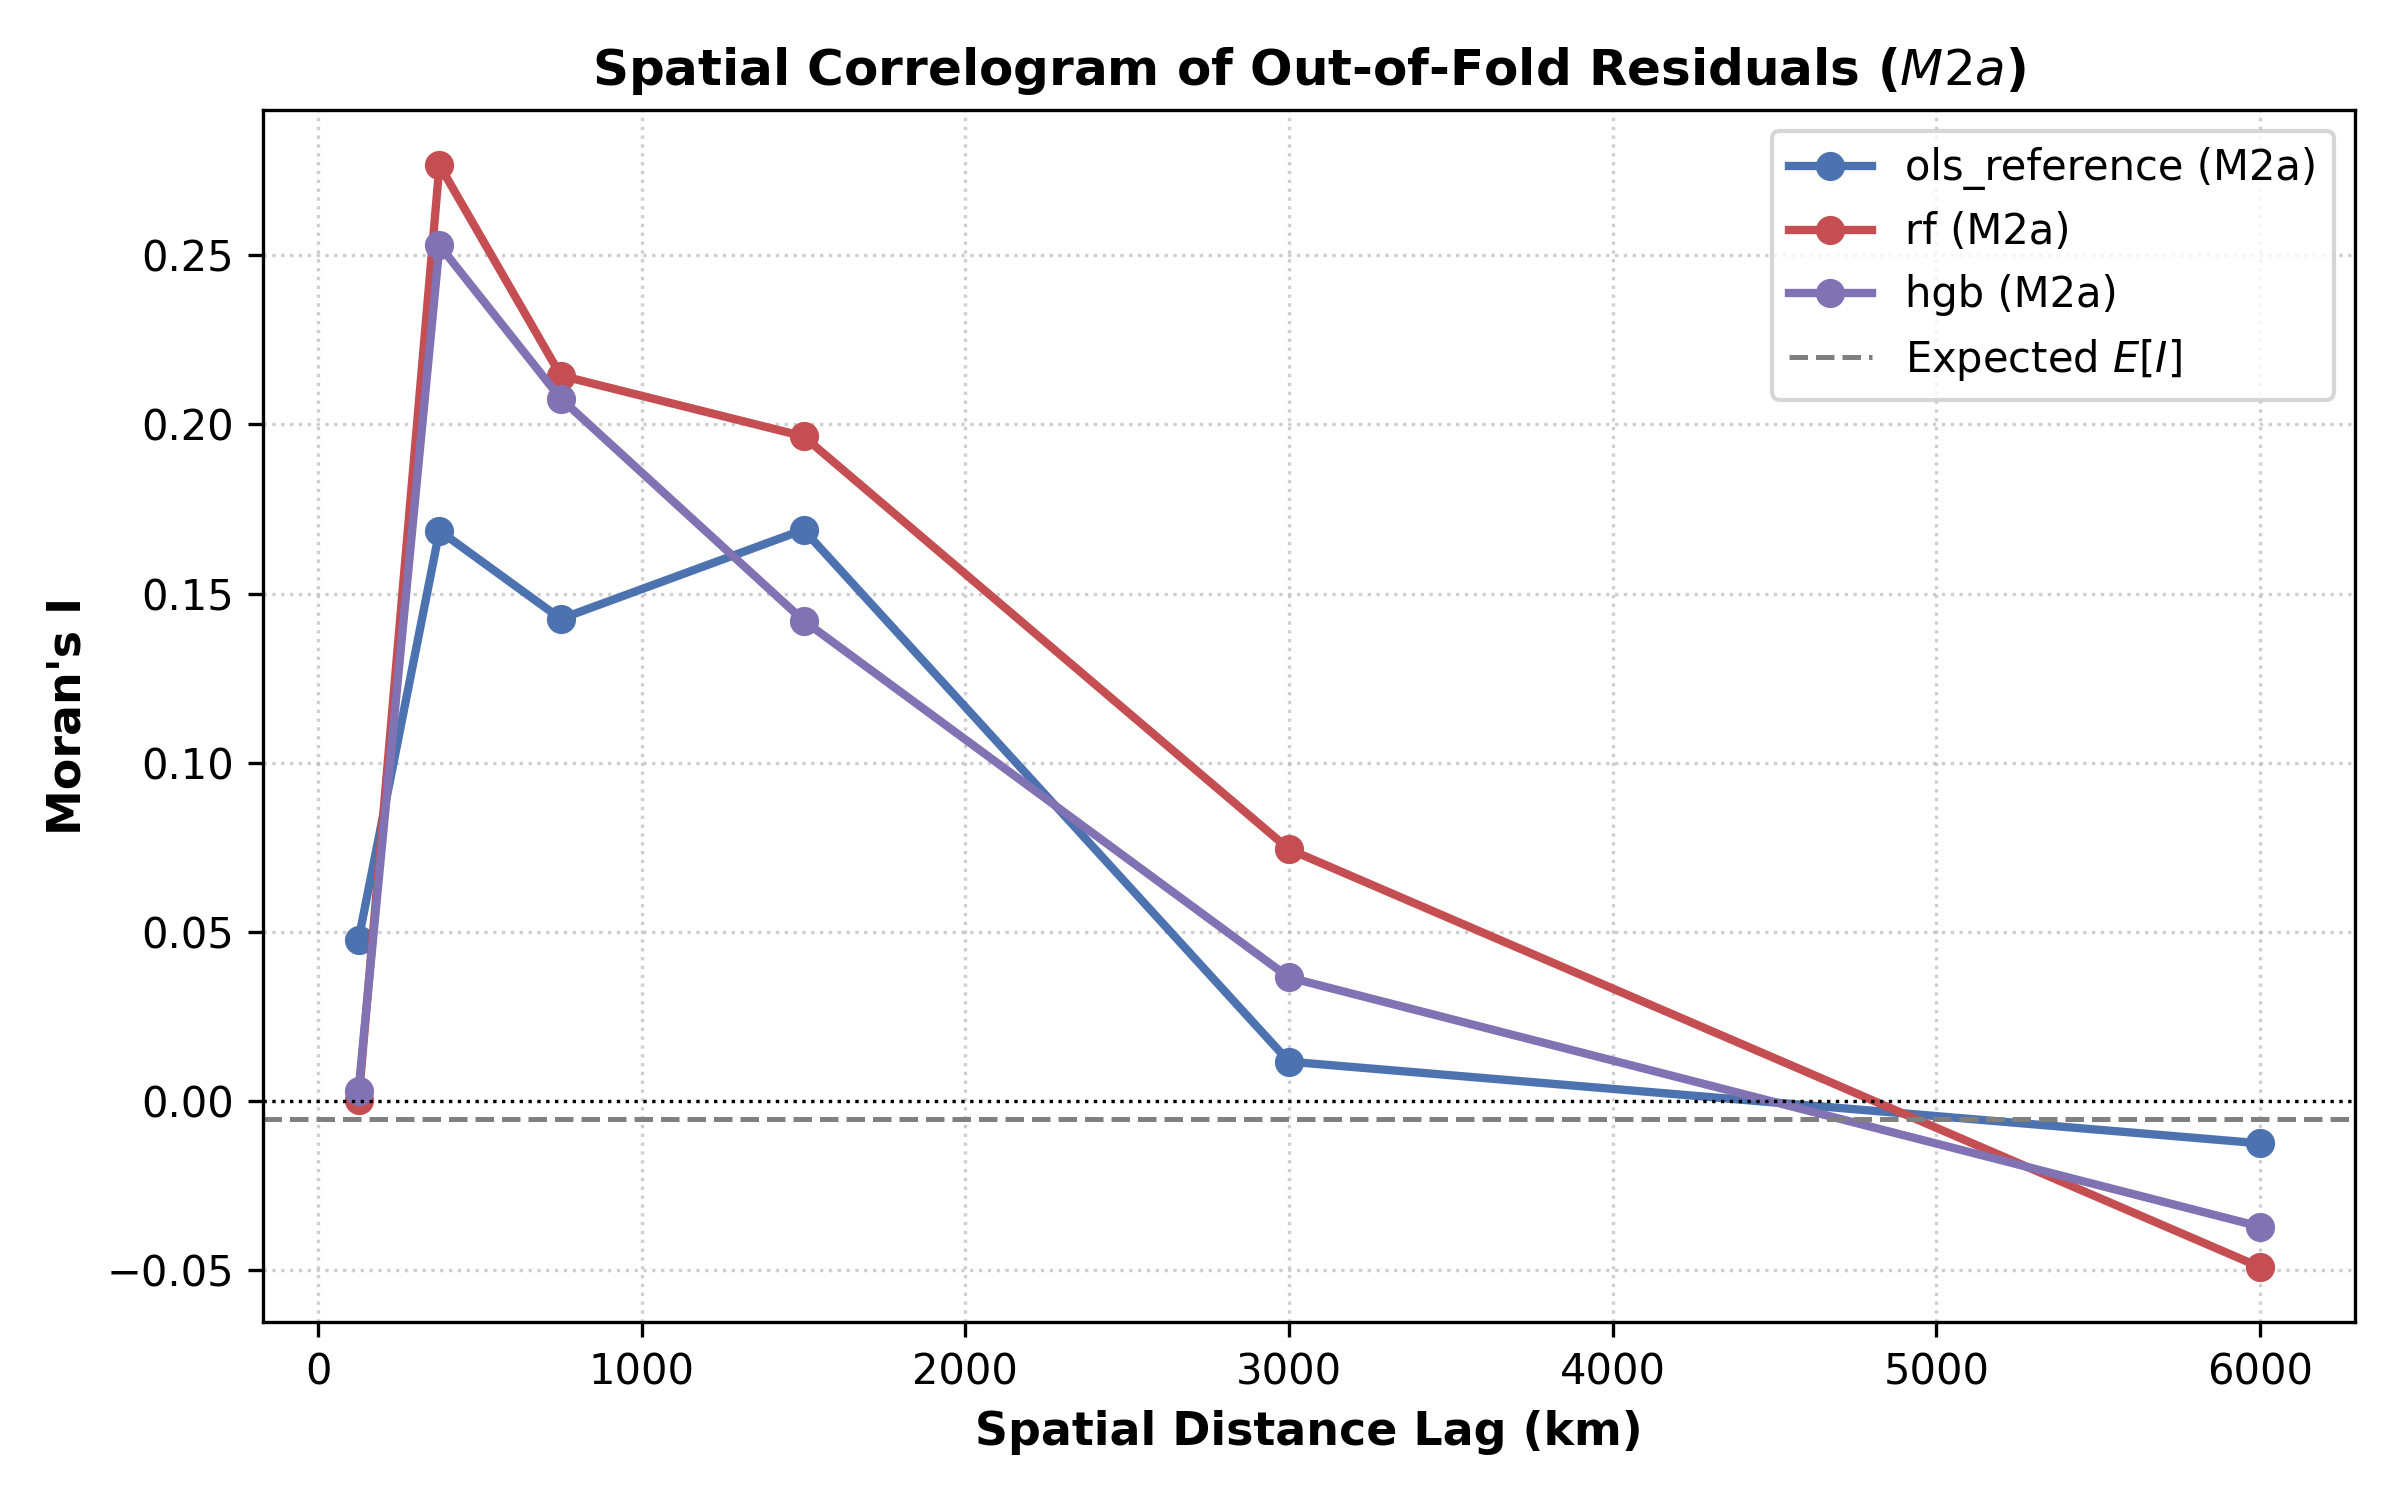 Spatial Correlogram of Out-of-Fold Residuals (M2a)
ols_reference (M2a)
rf (M2a)
hgb (M2a)
Expected E[I]
Moran's I
0.25
0.20
0.15
0.10
0.05
0.00
−0.05
0 1000 2000 3000 4000 5000 6000
Spatial Distance Lag (km)